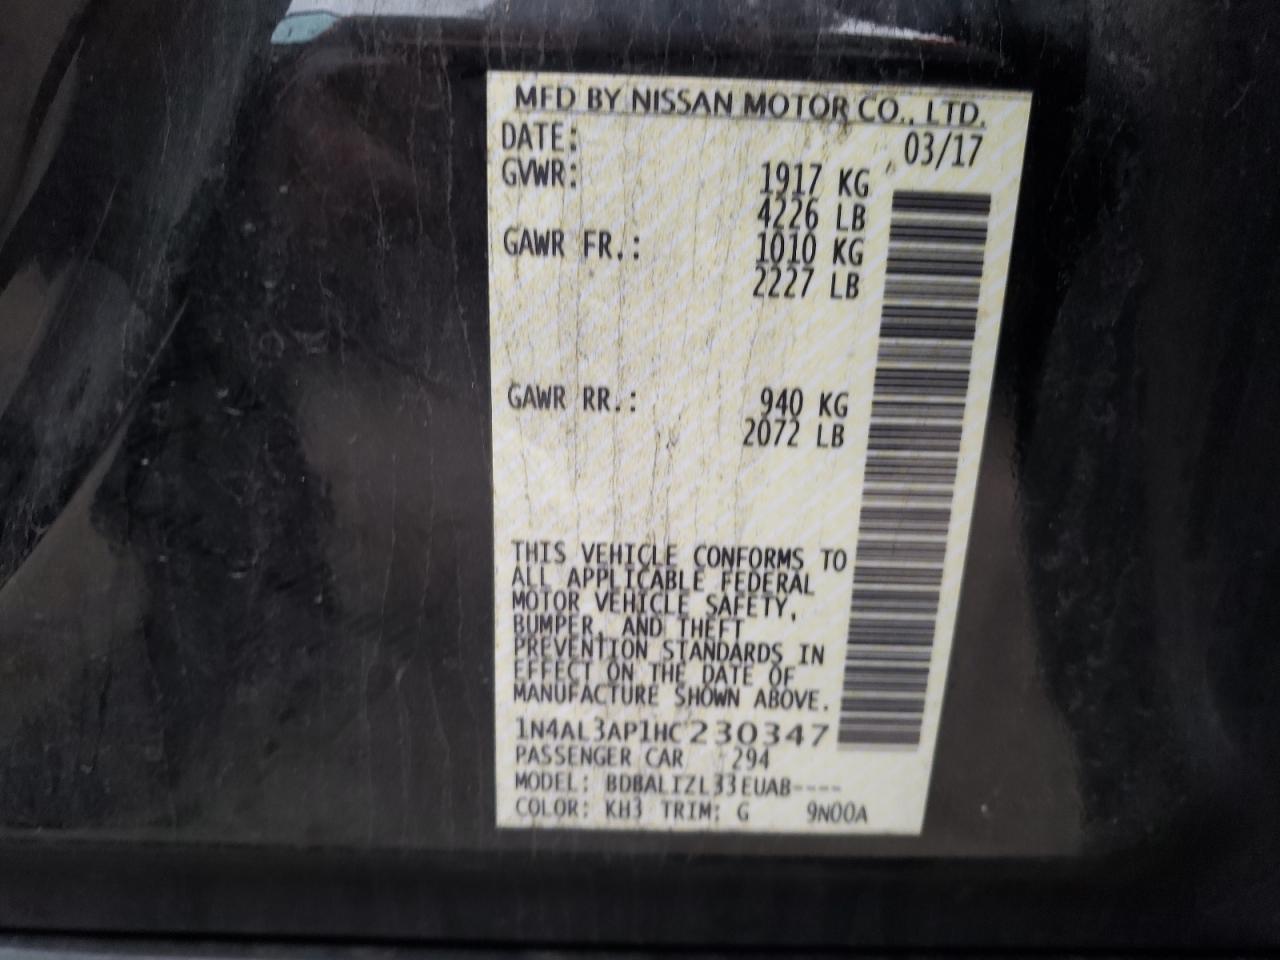 MFD BY NISSAN MOTOR CO., LTD.
DATE: 03/17
GVWR: 1917 KG
4226 LB
GAWR FR.: 1010 KG
2227 LB
GAWR RR.: 940 KG
2072 LB
THIS VEHICLE CONFORMS TO
ALL APPLICABLE FEDERAL
MOTOR VEHICLE SAFETY,
BUMPER, AND THEFT
PREVENTION STANDARDS IN
EFFECT ON THE DATE OF
MANUFACTURE SHOWN ABOVE.
1N4AL3AP1HC230347
PASSENGER CAR 294
MODEL: BDBALIZL33EUAB----
COLOR: KH3 TRIM: G 9N00A